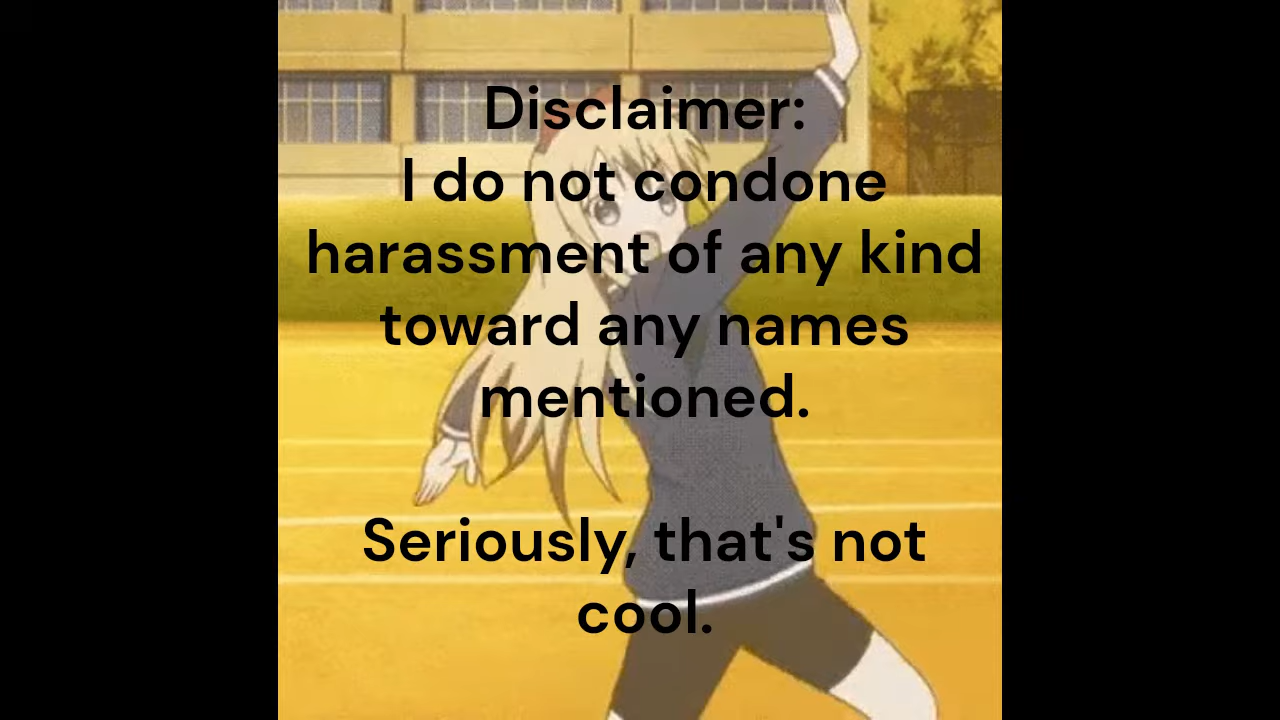 Disclaimer:
I do not condone
harassment of any kind
toward any names
mentioned.
Seriously, that's not
cool.